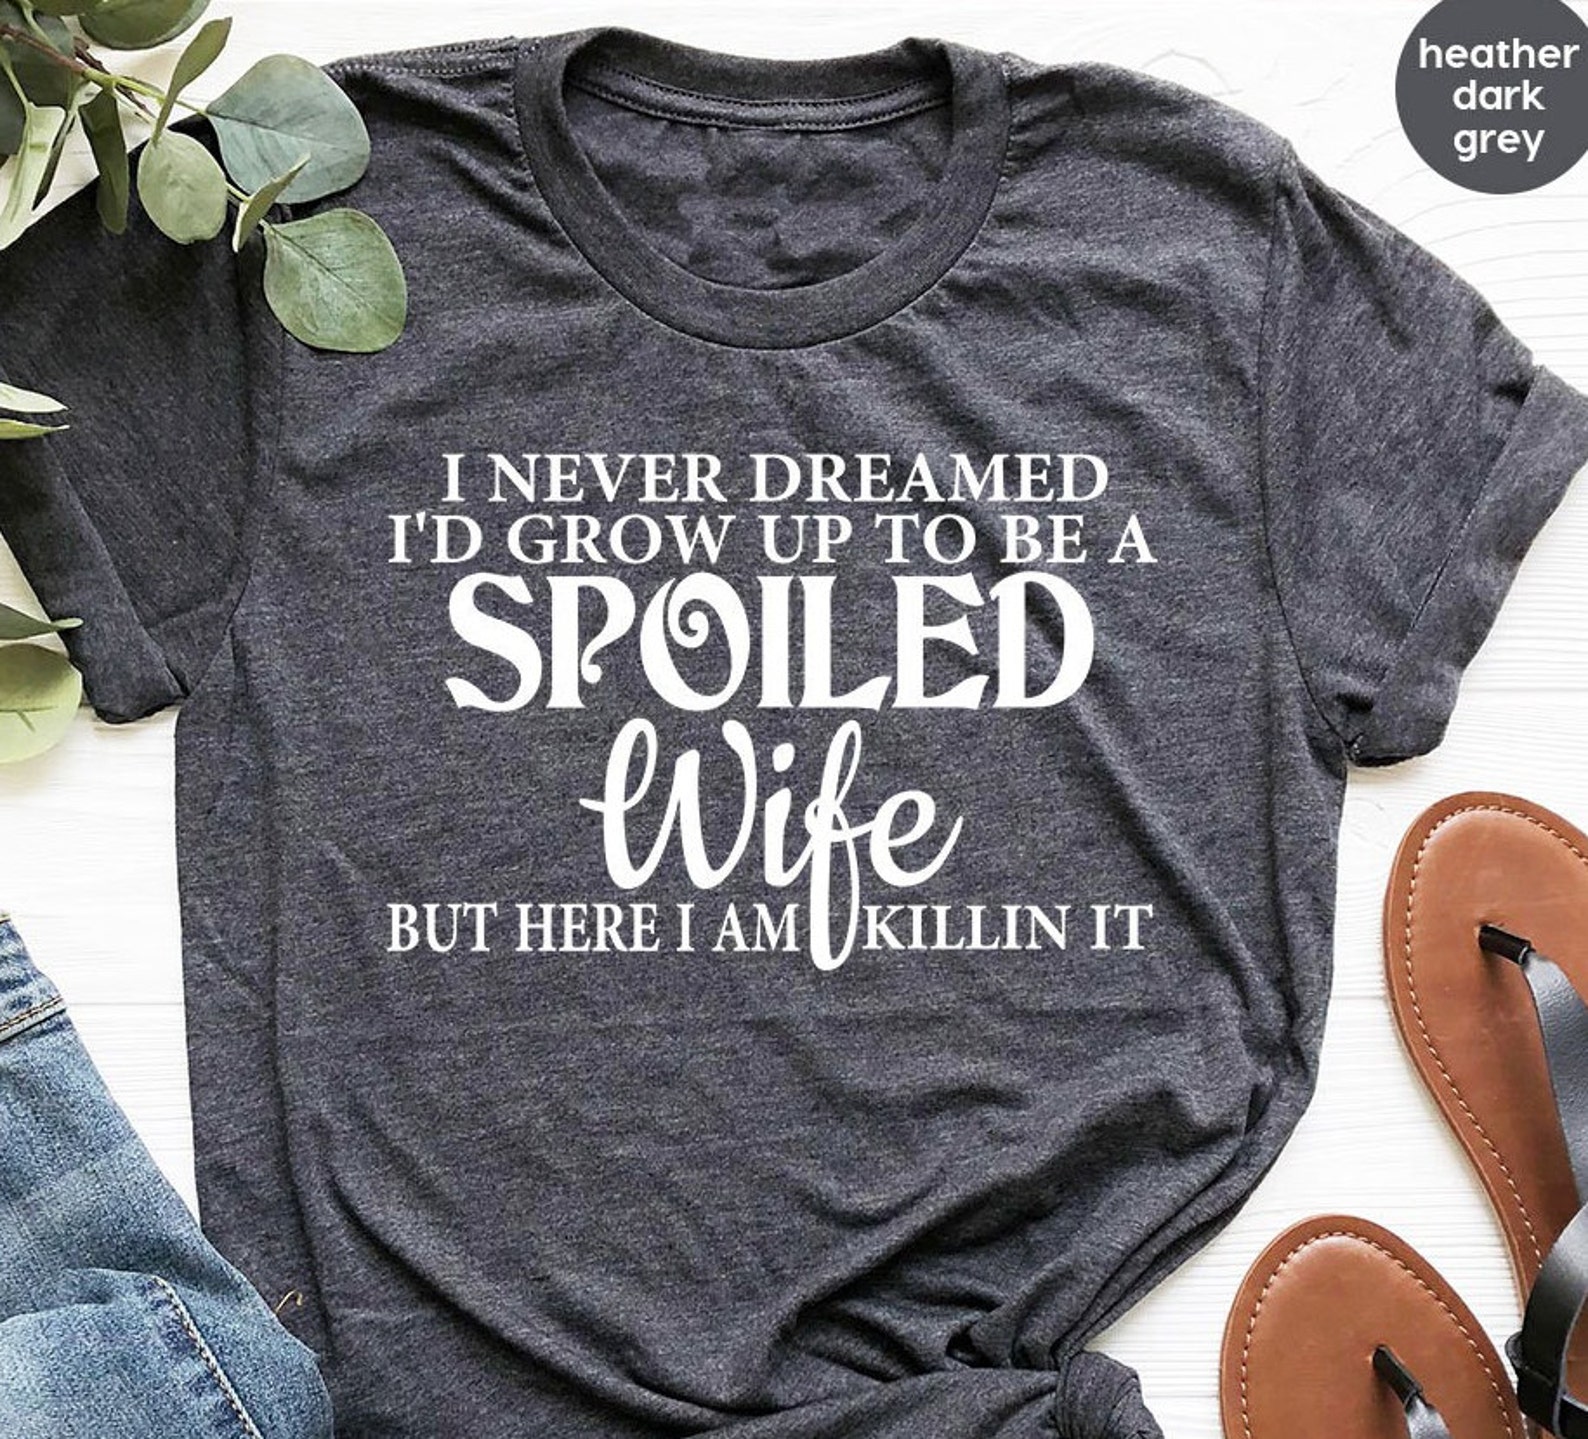 heather
dark
grey
I NEVER DREAMED
I'D GROW UP TO BE A
SPOILED
Wife
BUT HERE I AM KILLIN IT